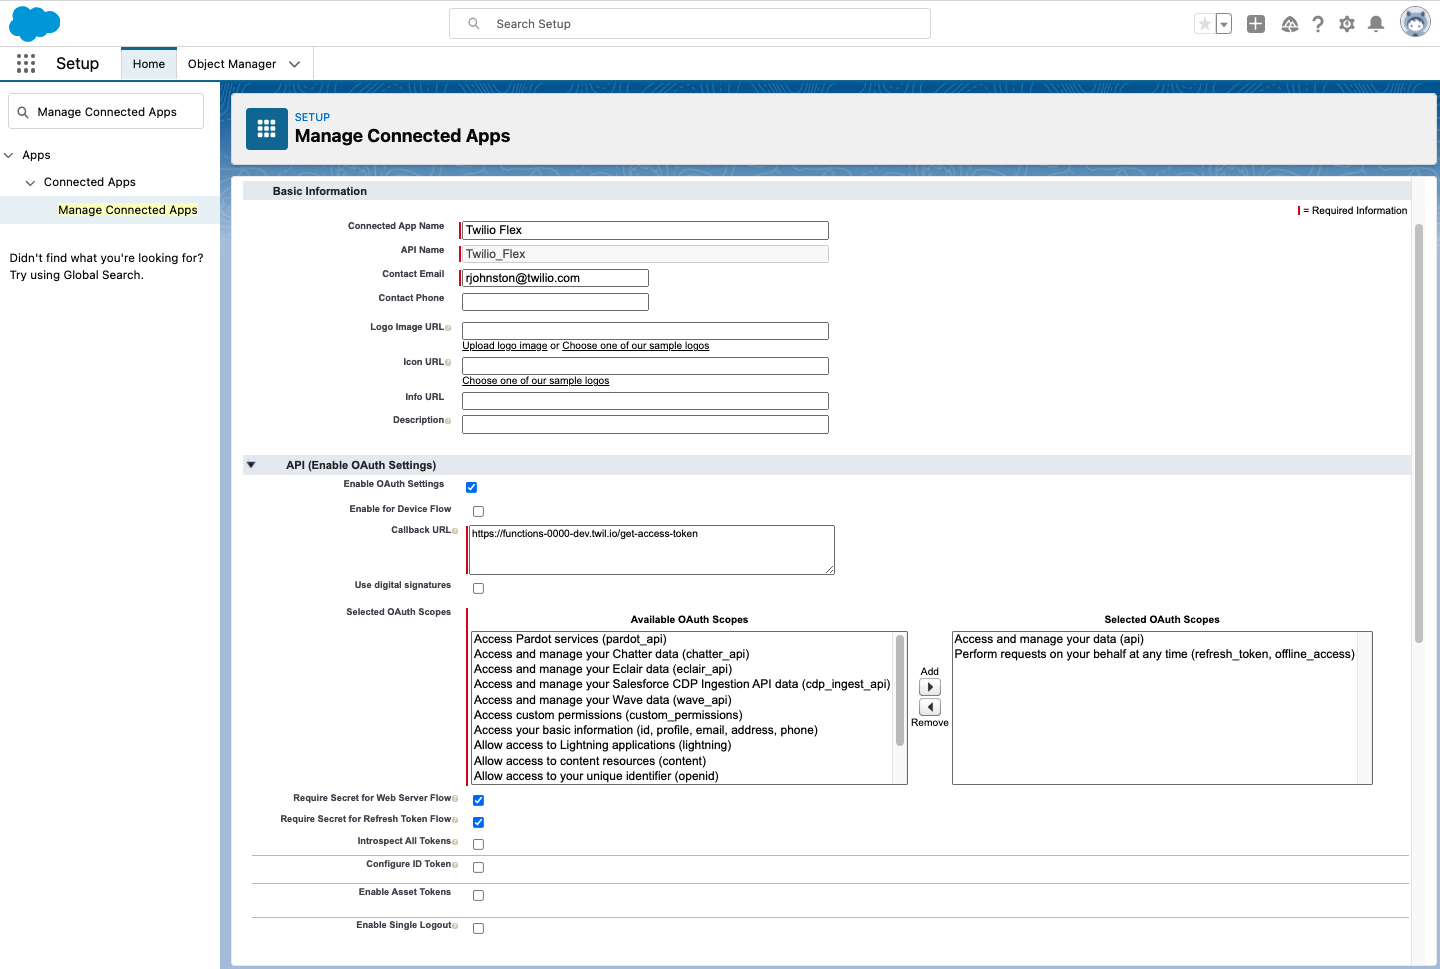 Search Setup
Setup
Home
Object Manager
Manage Connected Apps
Apps
Connected Apps
Manage Connected Apps
Didn't find what you're looking for?
Try using Global Search.
SETUP
Manage Connected Apps
Basic Information
= Required Information
Connected App Name Twilio Flex
API Name Twilio_Flex
Contact Email rjohnston@twilio.com
Contact Phone
Logo Image URL
Upload logo image or Choose one of our sample logos
Icon URL
Choose one of our sample logos
Info URL
Description
API (Enable OAuth Settings)
Enable OAuth Settings
Enable for Device Flow
Callback URL https://functions-0000-dev.twil.io/get-access-token
Use digital signatures
Selected OAuth Scopes
Available OAuth Scopes
Access Pardot services (pardot_api)
Access and manage your Chatter data (chatter_api)
Access and manage your Eclair data (eclair_api)
Access and manage your Salesforce CDP Ingestion API data (cdp_ingest_api)
Access and manage your Wave data (wave_api)
Access custom permissions (custom_permissions)
Access your basic information (id, profile, email, address, phone)
Allow access to Lightning applications (lightning)
Allow access to content resources (content)
Allow access to your unique identifier (openid)
Add
Remove
Selected OAuth Scopes
Access and manage your data (api)
Perform requests on your behalf at any time (refresh_token, offline_access)
Require Secret for Web Server Flow
Require Secret for Refresh Token Flow
Introspect All Tokens
Configure ID Token
Enable Asset Tokens
Enable Single Logout